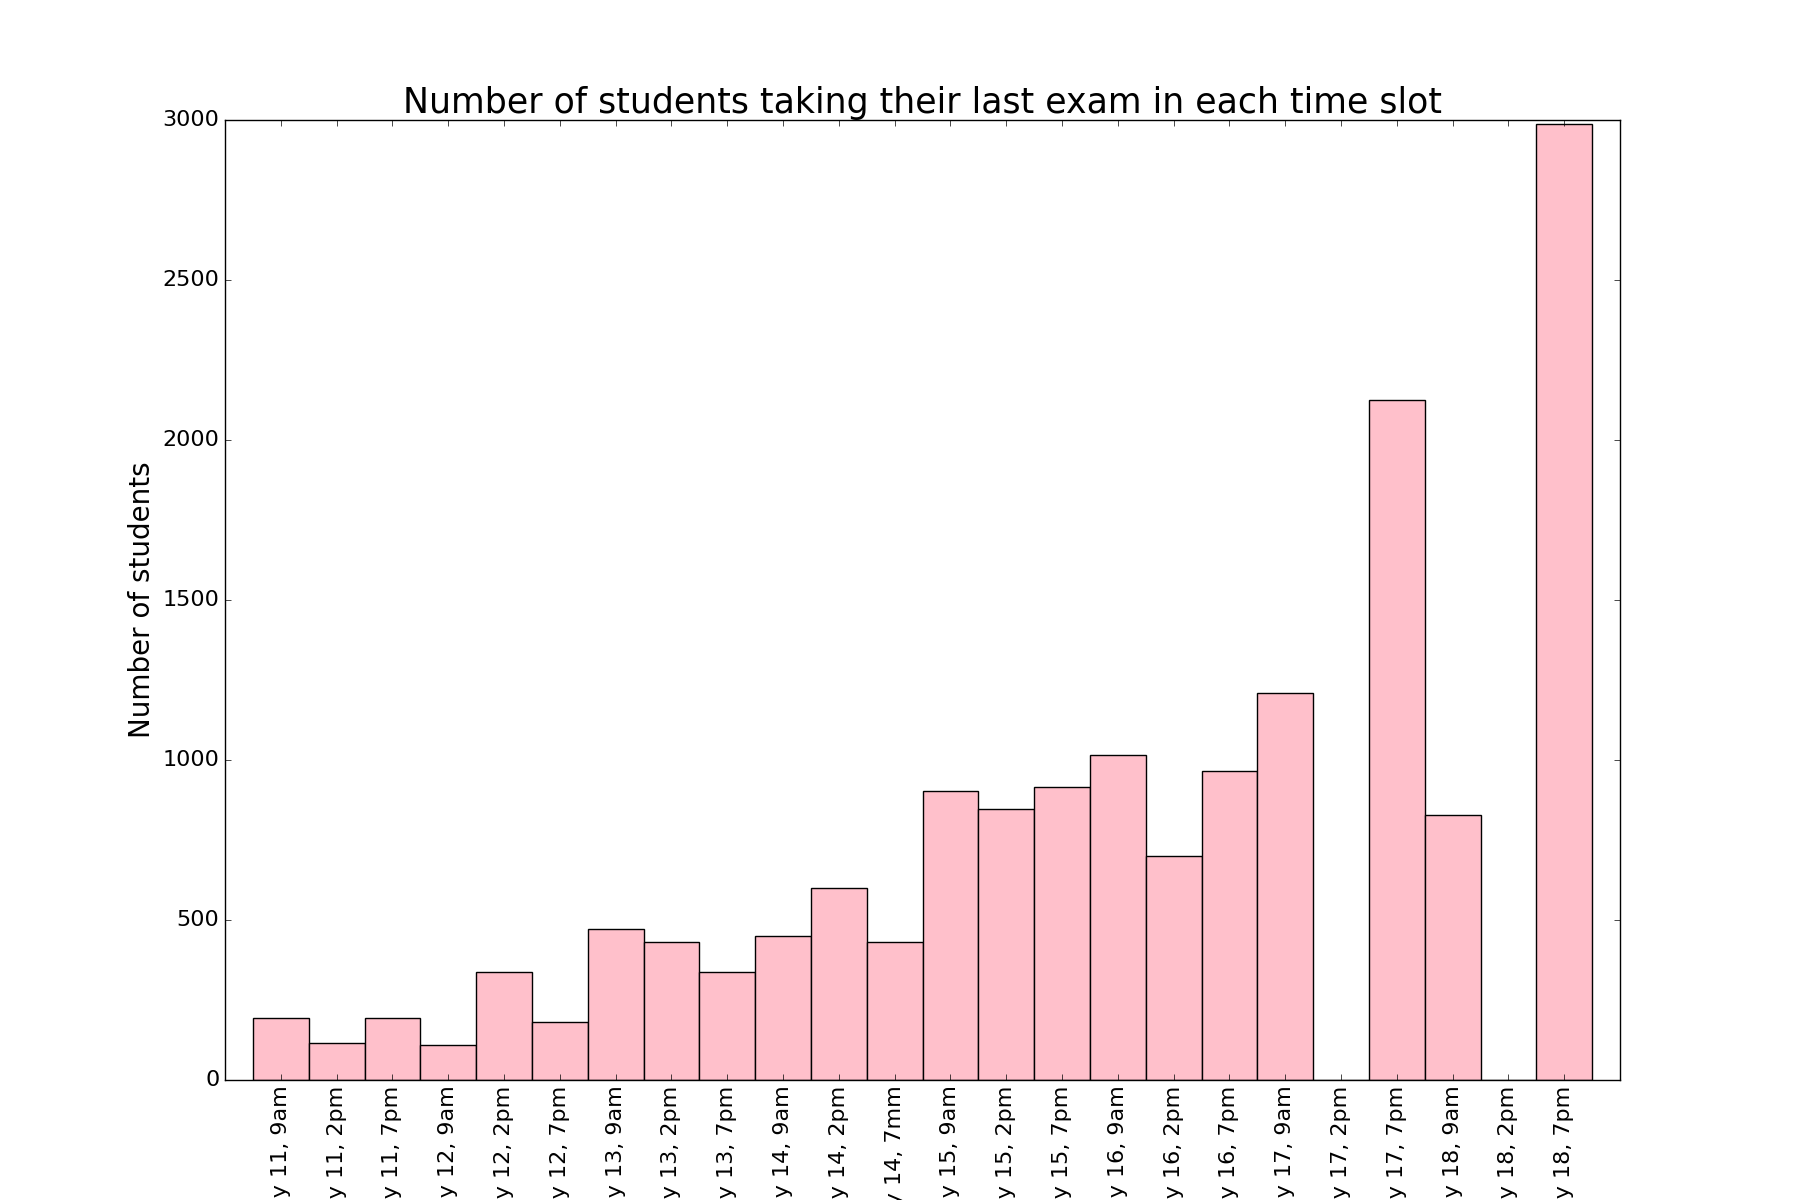 Number of students taking their last exam in each time slot
Number of students
3000
2500
2000
1500
1000
500
0
y 11, 9am
y 11, 2pm
y 11, 7pm
y 12, 9am
y 12, 2pm
y 12, 7pm
y 13, 9am
y 13, 2pm
y 13, 7pm
y 14, 9am
y 14, 2pm
y 14, 7mm
y 15, 9am
y 15, 2pm
y 15, 7pm
y 16, 9am
y 16, 2pm
y 16, 7pm
y 17, 9am
y 17, 2pm
y 17, 7pm
y 18, 9am
y 18, 2pm
y 18, 7pm